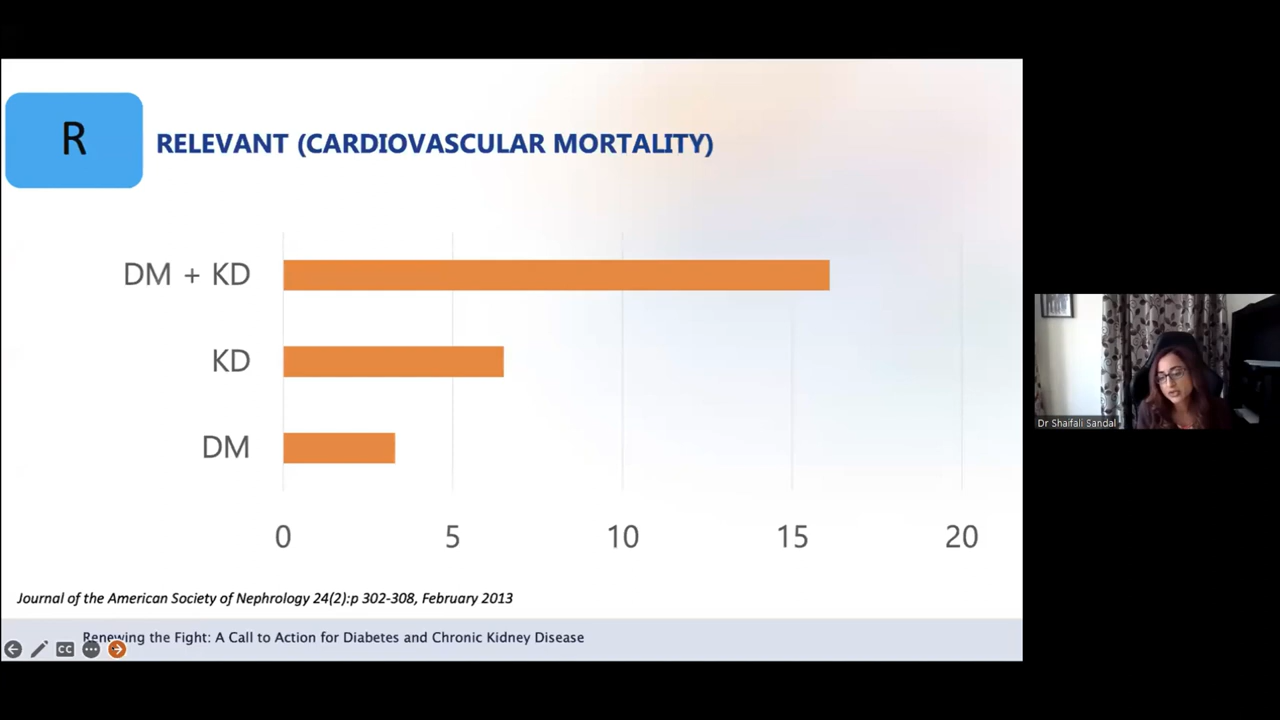 R
RELEVANT (CARDIOVASCULAR MORTALITY)
DM + KD
KD
DM
0 5 10 15 20
Journal of the American Society of Nephrology 24(2):p 302-308, February 2013
Renewing the Fight: A Call to Action for Diabetes and Chronic Kidney Disease
CC
Dr Shaifali Sandal